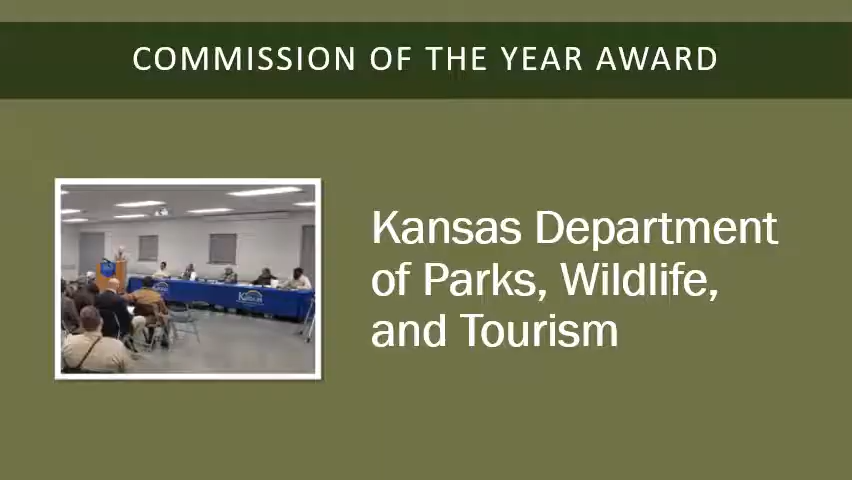 COMMISSION OF THE YEAR AWARD
Kansas Department
of Parks, Wildlife,
and Tourism